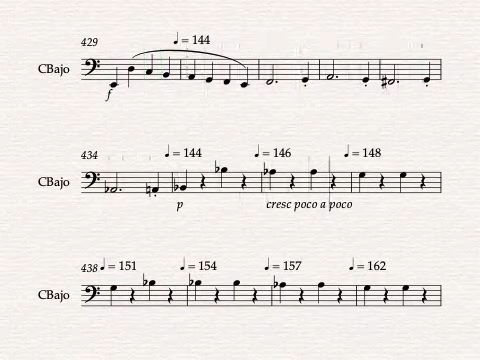 429 ♩ = 144
CBajo
f
434 ♩ = 144 ♩ = 146 ♩ = 148
CBajo
p cresc poco a poco
438 ♩ = 151 ♩ = 154 ♩ = 157 ♩ = 162
CBajo